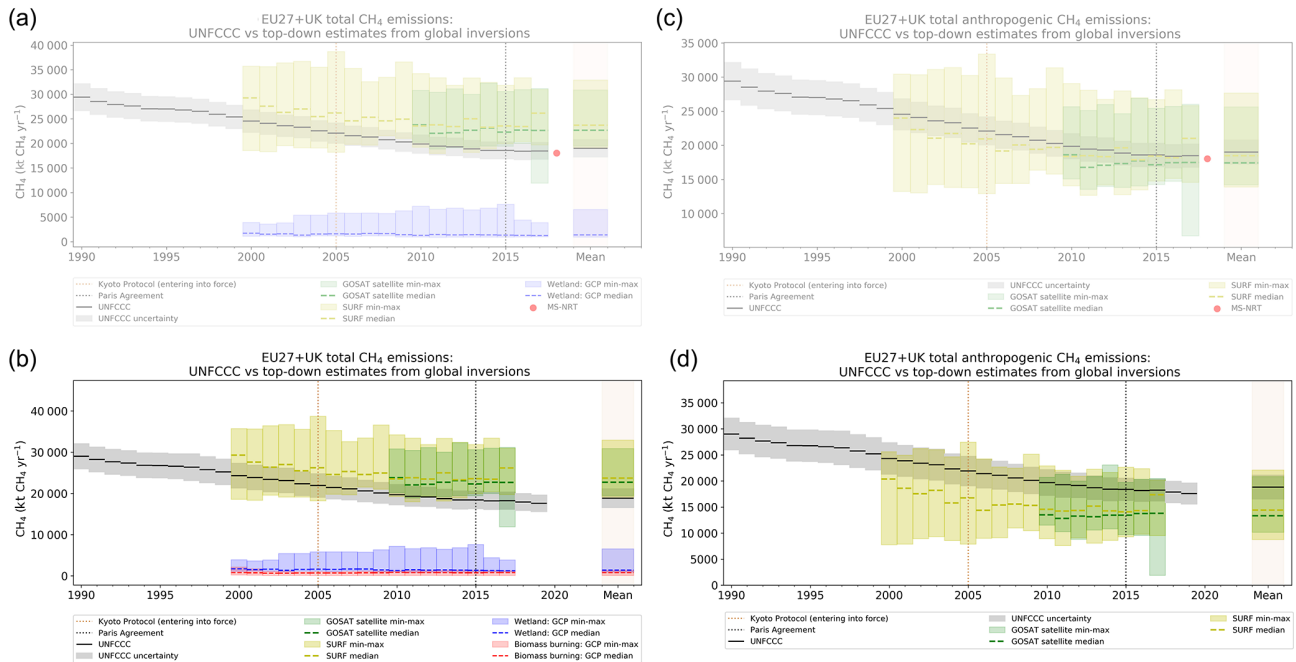 (a)
EU27+UK total CH4 emissions:
UNFCCC vs top-down estimates from global inversions
CH4 (kt CH4 yr−1)
40 000
35 000
30 000
25 000
20 000
15 000
10 000
5000
0
1990 1995 2000 2005 2010 2015 Mean
Kyoto Protocol (entering into force)
Paris Agreement
UNFCCC
UNFCCC uncertainty
GOSAT satellite min-max
GOSAT satellite median
SURF min-max
SURF median
Wetland: GCP min-max
Wetland: GCP median
MS-NRT
(c)
EU27+UK total anthropogenic CH4 emissions:
UNFCCC vs top-down estimates from global inversions
CH4 (kt CH4 yr−1)
35 000
30 000
25 000
20 000
15 000
10 000
1990 1995 2000 2005 2010 2015 Mean
Kyoto Protocol (entering into force)
Paris Agreement
UNFCCC
UNFCCC uncertainty
GOSAT satellite min-max
GOSAT satellite median
SURF min-max
SURF median
MS-NRT
(b)
EU27+UK total CH4 emissions:
UNFCCC vs top-down estimates from global inversions
CH4 (kt CH4 yr−1)
40 000
30 000
20 000
10 000
0
1990 1995 2000 2005 2010 2015 2020 Mean
Kyoto Protocol (entering into force)
Paris Agreement
UNFCCC
UNFCCC uncertainty
GOSAT satellite min-max
GOSAT satellite median
SURF min-max
SURF median
Wetland: GCP min-max
Wetland: GCP median
Biomass burning: GCP min-max
Biomass burning: GCP median
(d)
EU27+UK total anthropogenic CH4 emissions:
UNFCCC vs top-down estimates from global inversions
CH4 (kt CH4 yr−1)
35 000
30 000
25 000
20 000
15 000
10 000
5000
0
1990 1995 2000 2005 2010 2015 2020 Mean
Kyoto Protocol (entering into force)
Paris Agreement
UNFCCC
UNFCCC uncertainty
GOSAT satellite min-max
GOSAT satellite median
SURF min-max
SURF median